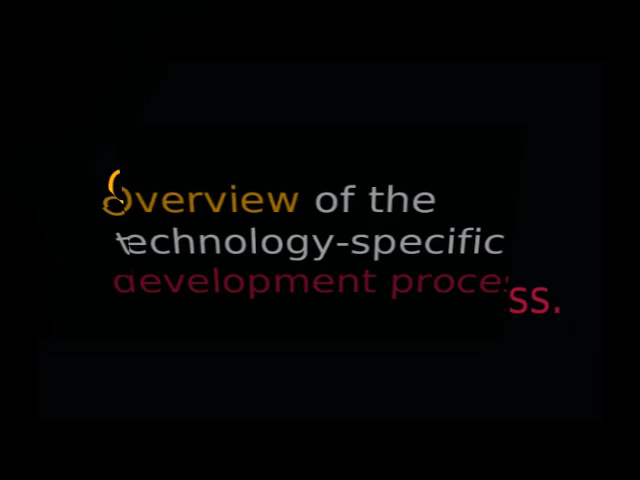 Overview of the
technology-specific
development process.